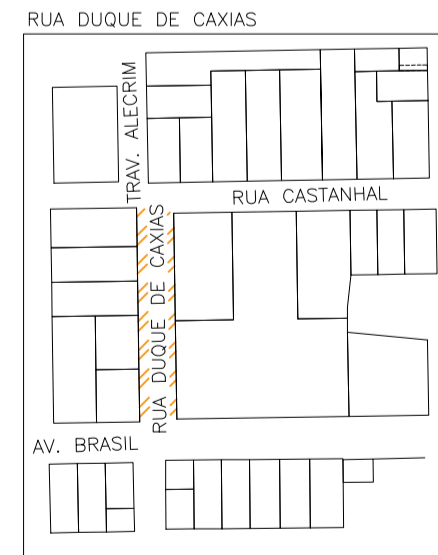 RUA DUQUE DE CAXIAS
TRAV. ALECRIM
RUA CASTANHAL
RUA DUQUE DE CAXIAS
AV. BRASIL